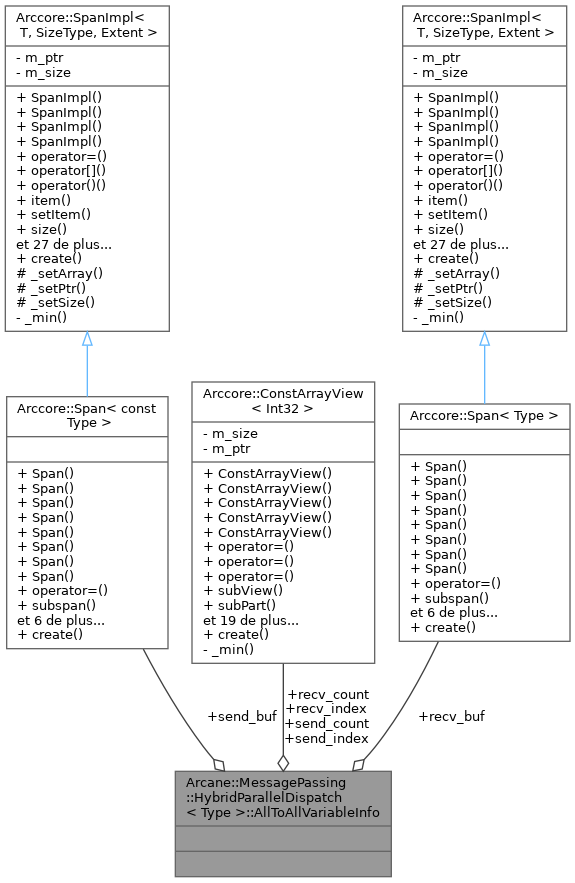 Arccore::SpanImpl<
T, SizeType, Extent >
- m_ptr
- m_size
+ SpanImpl()
+ SpanImpl()
+ SpanImpl()
+ SpanImpl()
+ operator=()
+ operator[]()
+ operator()()
+ item()
+ setItem()
+ size()
et 27 de plus...
+ create()
# _setArray()
# _setPtr()
# _setSize()
- _min()
Arccore::SpanImpl<
T, SizeType, Extent >
- m_ptr
- m_size
+ SpanImpl()
+ SpanImpl()
+ SpanImpl()
+ SpanImpl()
+ operator=()
+ operator[]()
+ operator()()
+ item()
+ setItem()
+ size()
et 27 de plus...
+ create()
# _setArray()
# _setPtr()
# _setSize()
- _min()
Arccore::Span< const
Type >
+ Span()
+ Span()
+ Span()
+ Span()
+ Span()
+ Span()
+ Span()
+ Span()
+ operator=()
+ subspan()
et 6 de plus...
+ create()
Arccore::ConstArrayView
< Int32 >
- m_size
- m_ptr
+ ConstArrayView()
+ ConstArrayView()
+ ConstArrayView()
+ ConstArrayView()
+ ConstArrayView()
+ operator=()
+ operator=()
+ operator=()
+ subView()
+ subPart()
et 19 de plus...
+ create()
- _min()
Arccore::Span< Type >
+ Span()
+ Span()
+ Span()
+ Span()
+ Span()
+ Span()
+ Span()
+ Span()
+ operator=()
+ subspan()
et 6 de plus...
+ create()
+send_buf
+recv_count
+recv_index
+send_count
+send_index
+recv_buf
Arcane::MessagePassing
::HybridParallelDispatch
< Type >::AllToAllVariableInfo